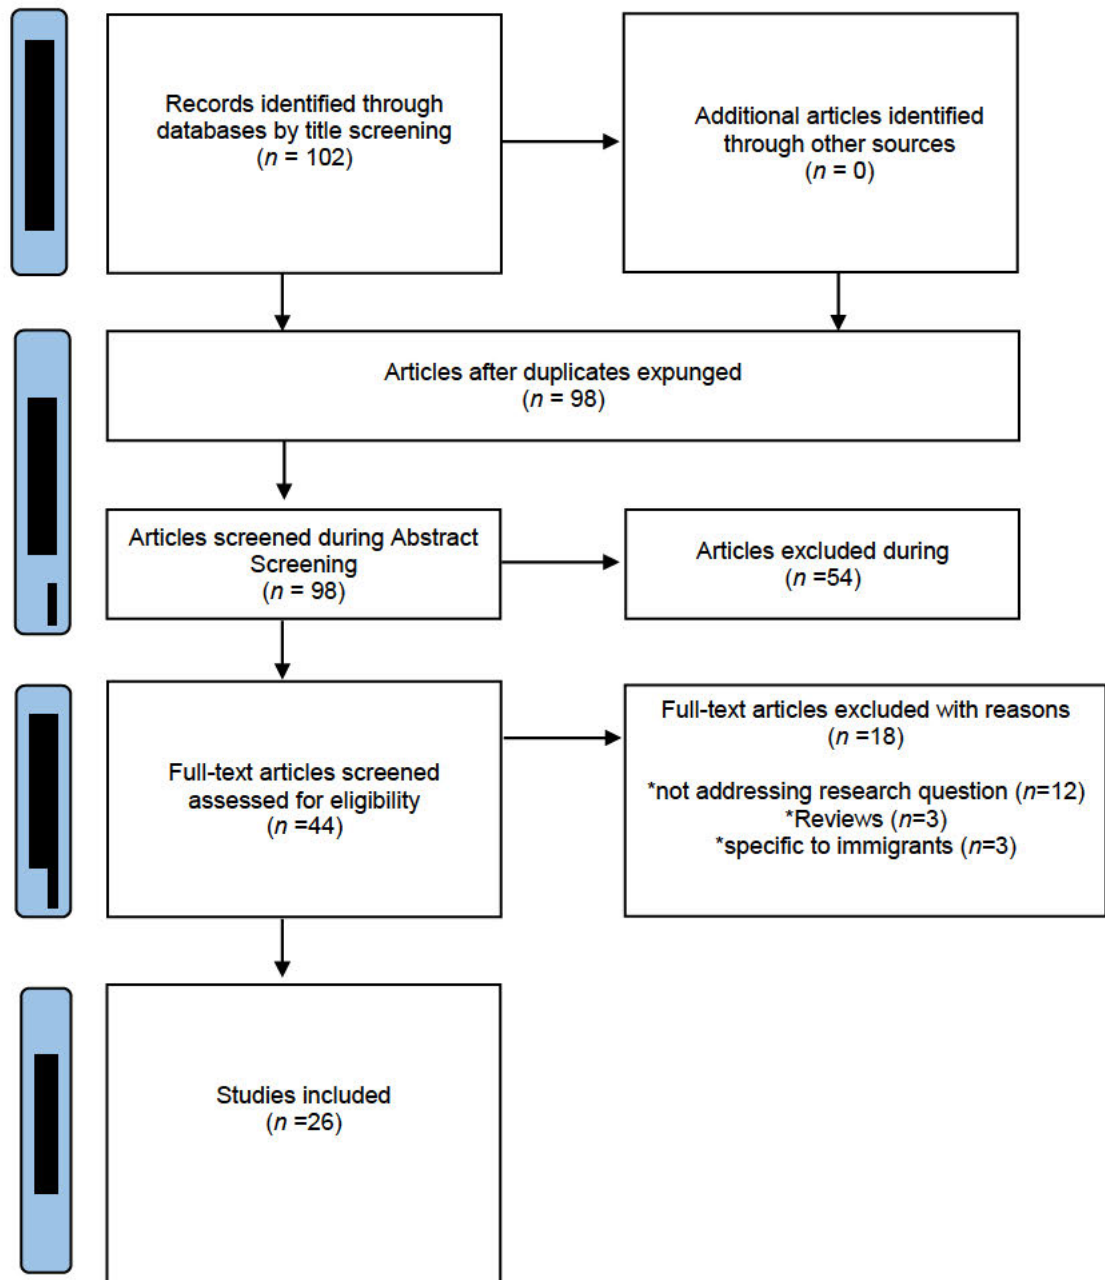 Records identified through
databases by title screening
(n = 102)
Additional articles identified
through other sources
(n = 0)
Articles after duplicates expunged
(n = 98)
Articles screened during Abstract
Screening
(n = 98)
Articles excluded during
(n =54)
Full-text articles screened
assessed for eligibility
(n =44)
Full-text articles excluded with reasons
(n =18)
*not addressing research question (n=12)
*Reviews (n=3)
*specific to immigrants (n=3)
Studies included
(n =26)